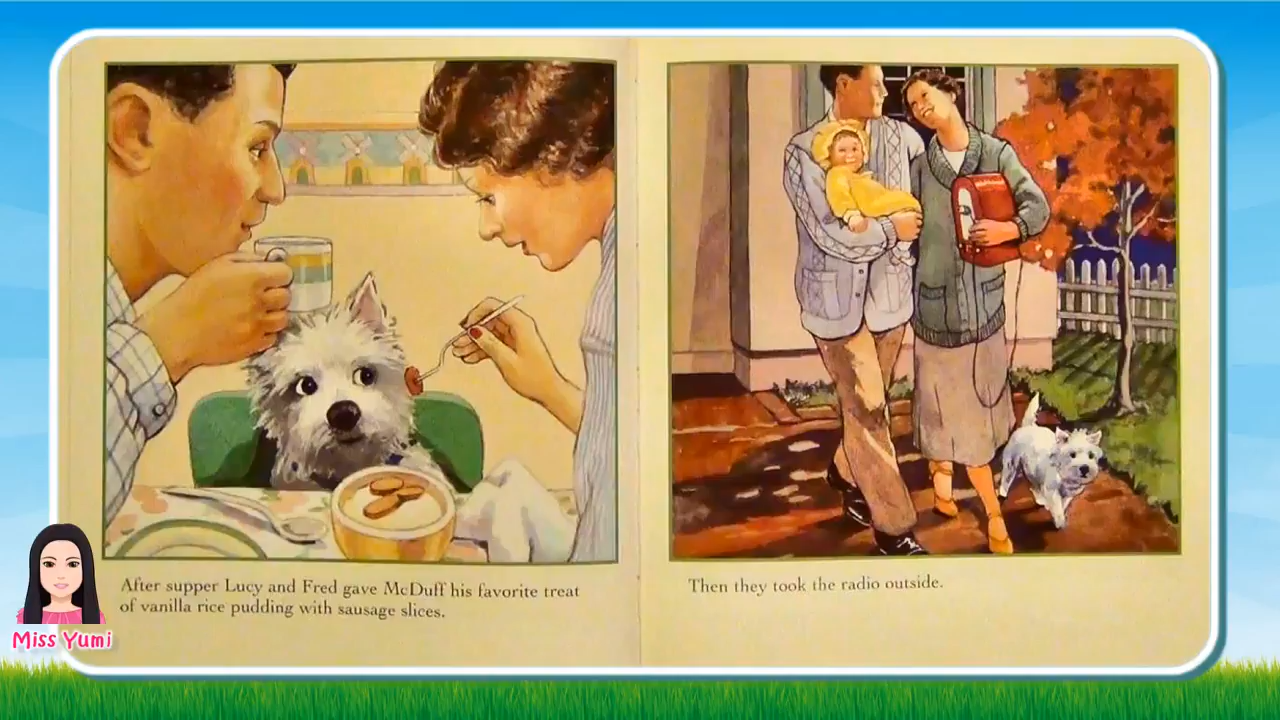 After supper Lucy and Fred gave McDuff his favorite treat
of vanilla rice pudding with sausage slices.
Then they took the radio outside.
Miss Yumi